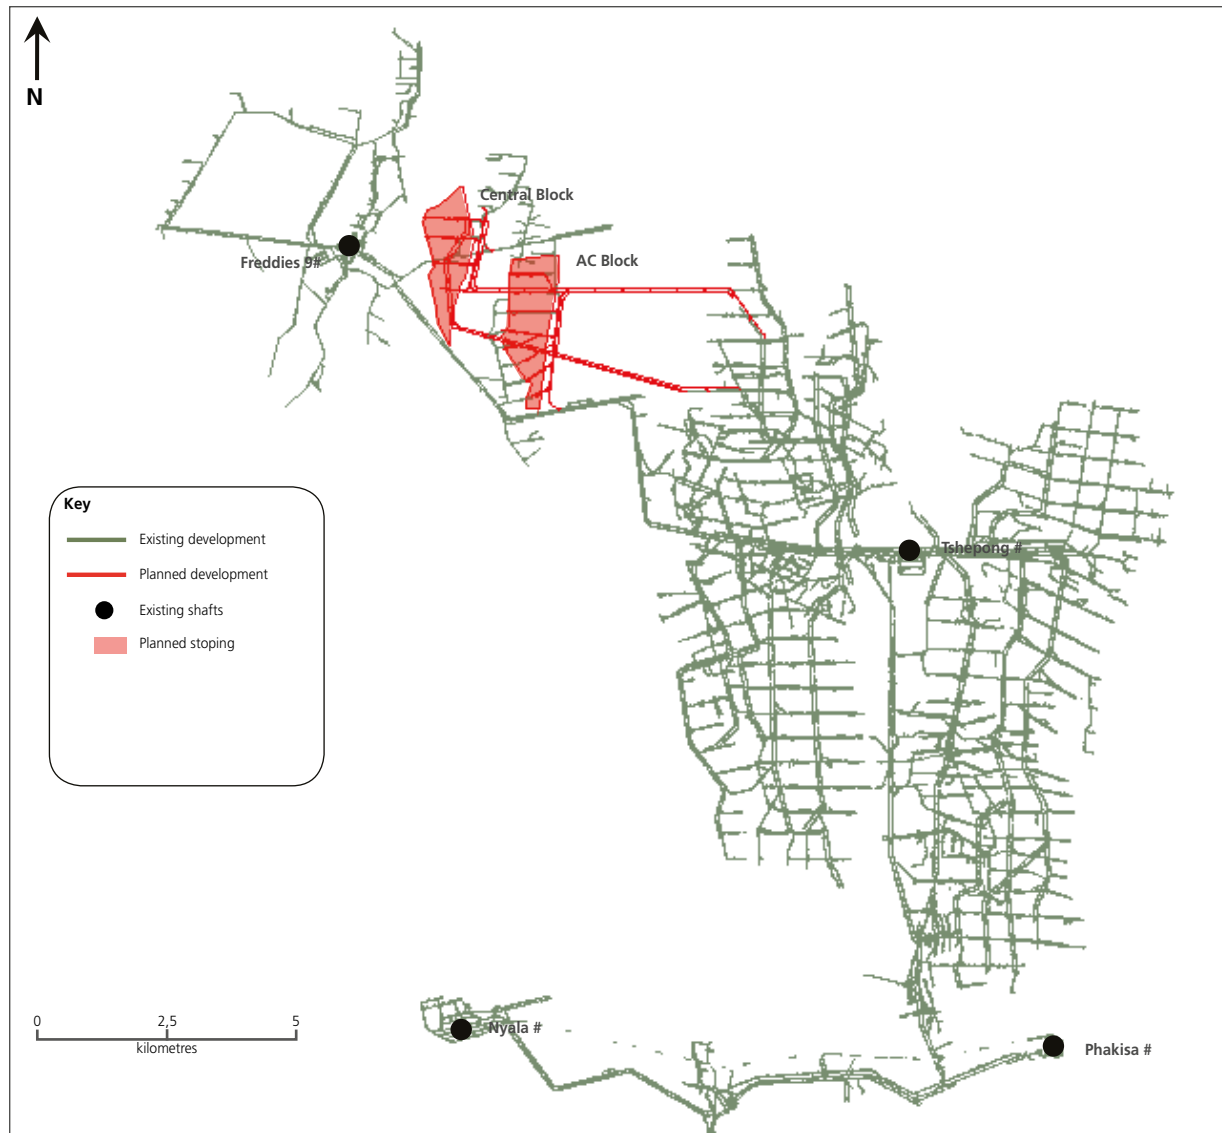 N
Central Block
AC Block
Freddies 9#
Key
Existing development
Planned development
Existing shafts
Planned stoping
Tshepong #
0 2,5 5
kilometres
Nyala #
Phakisa #